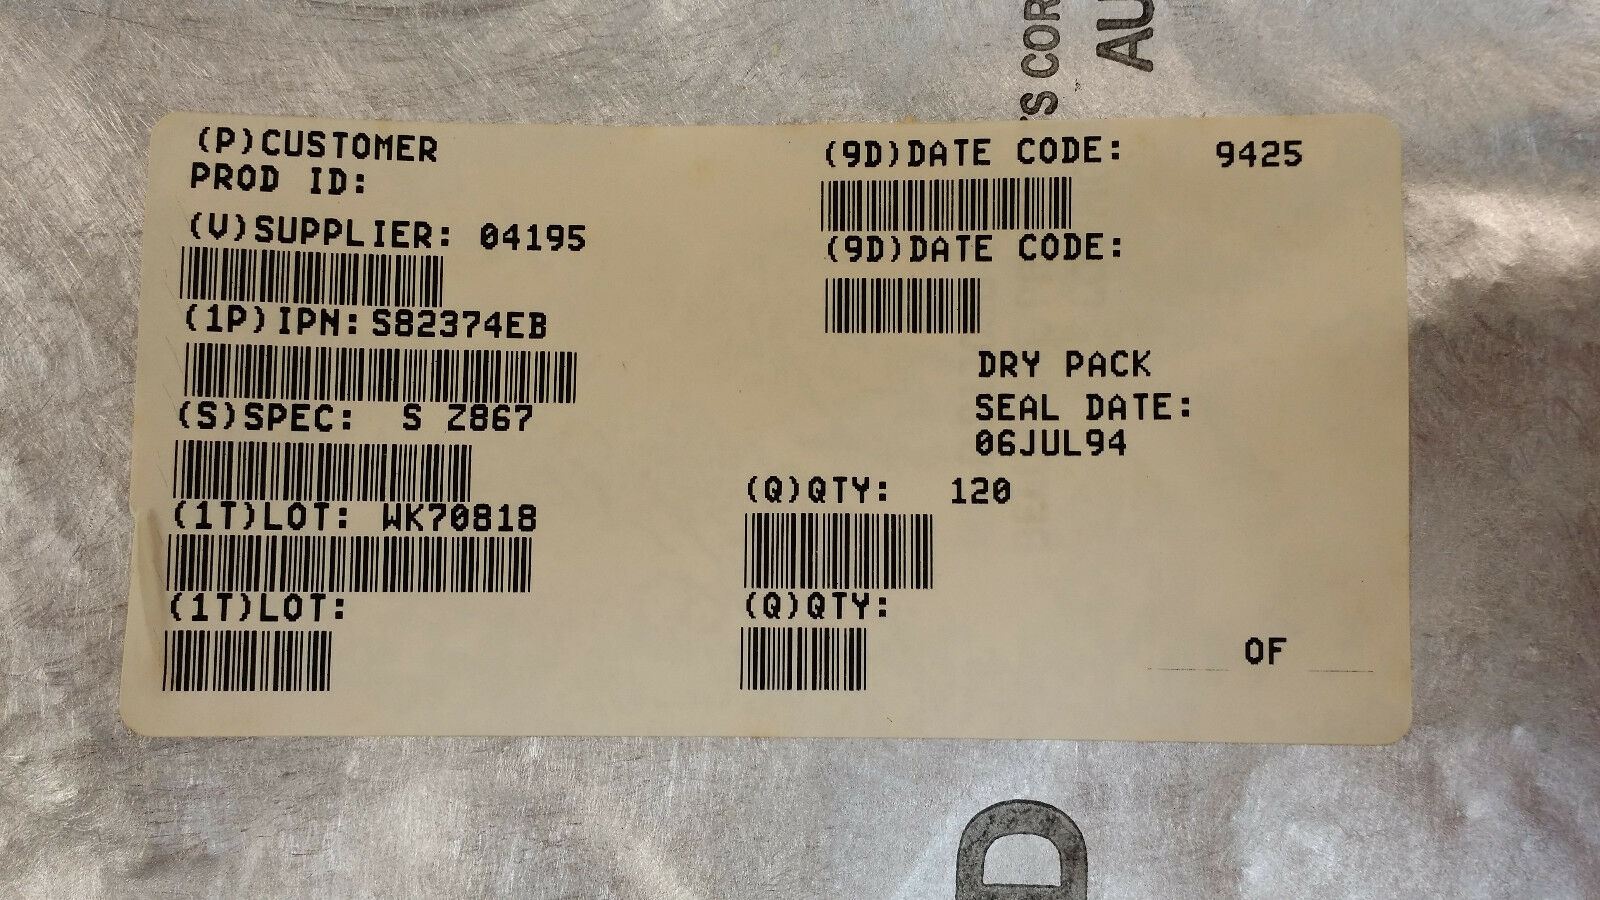 'S COR
AU
(P)CUSTOMER
PROD ID:
(V)SUPPLIER: 04195
(1P)IPN:S82374EB
(S)SPEC: S Z867
(1T)LOT: WK70818
(1T)LOT:
(9D)DATE CODE: 9425
(9D)DATE CODE:
DRY PACK
SEAL DATE:
06JUL94
(Q)QTY: 120
(Q)QTY:
OF
D